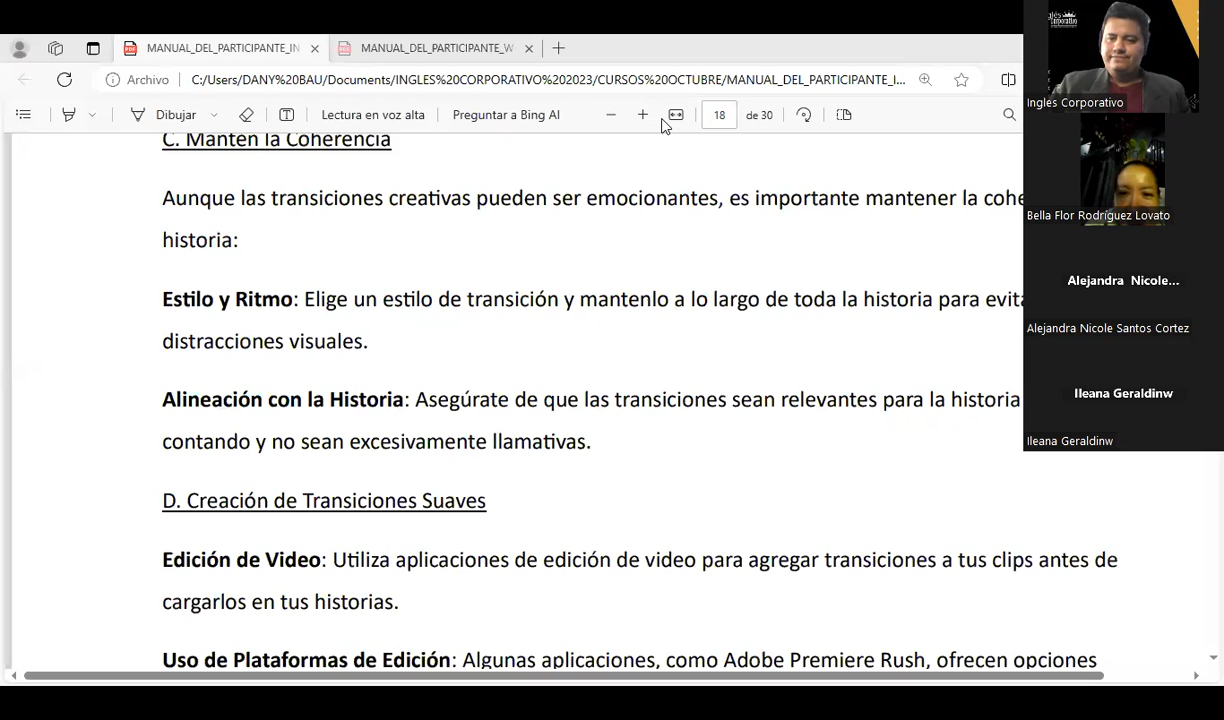 MANUAL_DEL_PARTICIPANTE_IN
MANUAL_DEL_PARTICIPANTE_W
Archivo
C:/Users/DANY%20BAU/Documents/INGLES%20CORPORATIVO%202023/CURSOS%20OCTUBRE/MANUAL_DEL_PARTICIPANTE_I...
Dibujar
Lectura en voz alta
Preguntar a Bing AI
18
de 30
C. Mantén la Coherencia
Aunque las transiciones creativas pueden ser emocionantes, es importante mantener la cohe
historia:
Estilo y Ritmo: Elige un estilo de transición y mantenlo a lo largo de toda la historia para evita
distracciones visuales.
Alineación con la Historia: Asegúrate de que las transiciones sean relevantes para la historia
contando y no sean excesivamente llamativas.
D. Creación de Transiciones Suaves
Edición de Video: Utiliza aplicaciones de edición de video para agregar transiciones a tus clips antes de
cargarlos en tus historias.
Uso de Plataformas de Edición: Algunas aplicaciones, como Adobe Premiere Rush, ofrecen opciones
Ingles Corporativo
Bella Flor Rodríguez Lovato
Alejandra Nicole...
Alejandra Nicole Santos Cortez
Ileana Geraldinw
Ileana Geraldinw